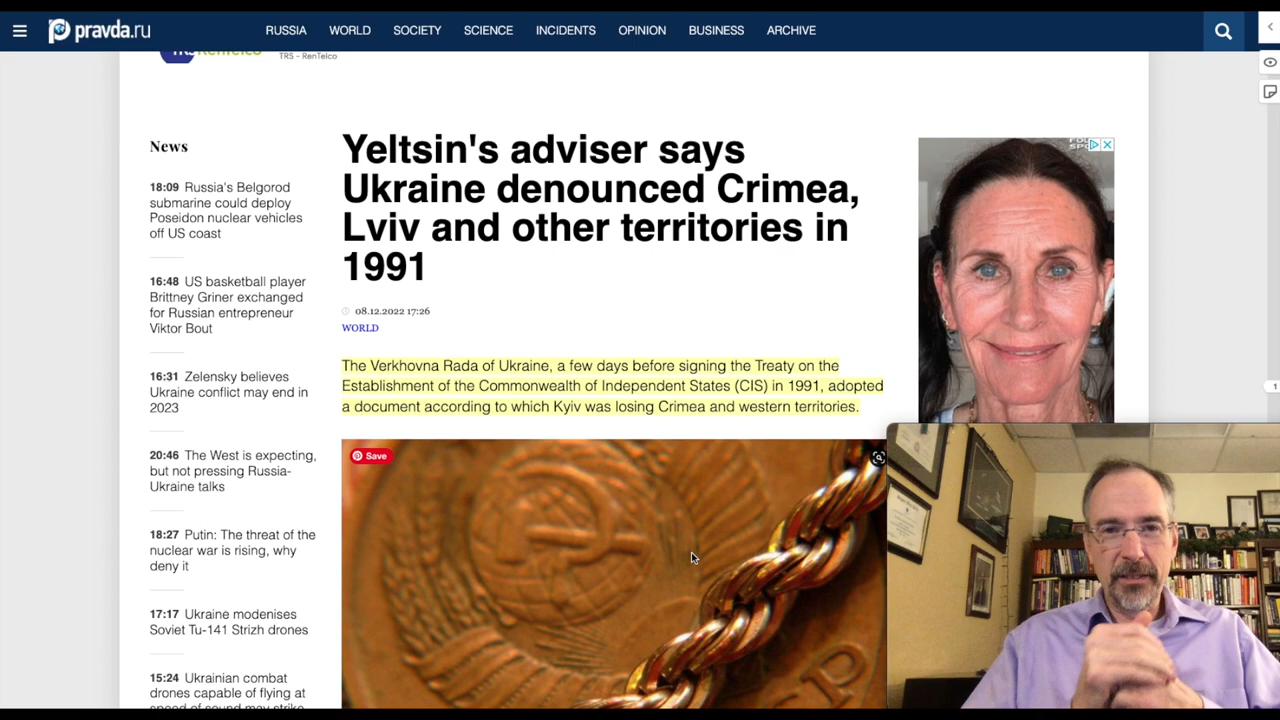 pravda.ru
RUSSIA WORLD SOCIETY SCIENCE INCIDENTS OPINION BUSINESS ARCHIVE
TRS - RenTelco
News
18:09 Russia's Belgorod
submarine could deploy
Poseidon nuclear vehicles
off US coast
16:48 US basketball player
Brittney Griner exchanged
for Russian entrepreneur
Viktor Bout
16:31 Zelensky believes
Ukraine conflict may end in
2023
20:46 The West is expecting,
but not pressing Russia-
Ukraine talks
18:27 Putin: The threat of the
nuclear war is rising, why
deny it
17:17 Ukraine modenises
Soviet Tu-141 Strizh drones
15:24 Ukrainian combat
drones capable of flying at
speed of sound may strike
Yeltsin's adviser says
Ukraine denounced Crimea,
Lviv and other territories in
1991
08.12.2022 17:26
WORLD
The Verkhovna Rada of Ukraine, a few days before signing the Treaty on the
Establishment of the Commonwealth of Independent States (CIS) in 1991, adopted
a document according to which Kyiv was losing Crimea and western territories.
Save
1